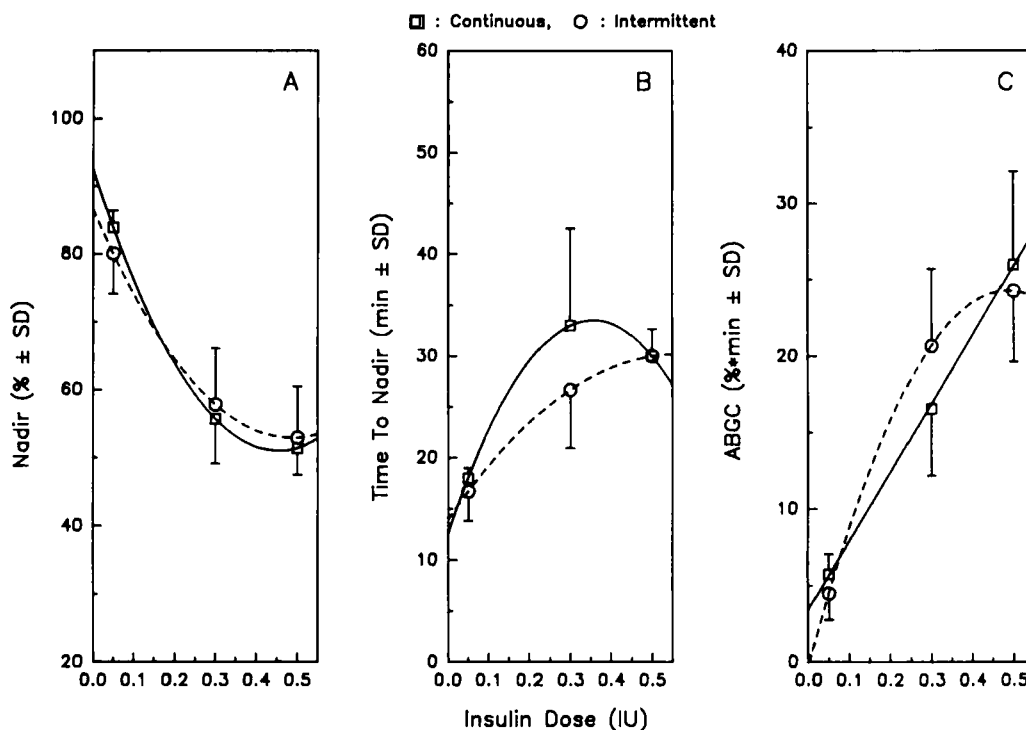 : Continuous, : Intermittent
A
B
C
Nadir (% ± SD)
100
80
60
40
20
0.0 0.1 0.2 0.3 0.4 0.5
Time To Nadir (min ± SD)
60
50
40
30
20
10
0
0.0 0.1 0.2 0.3 0.4 0.5
ABGC (%*min ± SD)
40
30
20
10
0
0.0 0.1 0.2 0.3 0.4 0.5
Insulin Dose (IU)